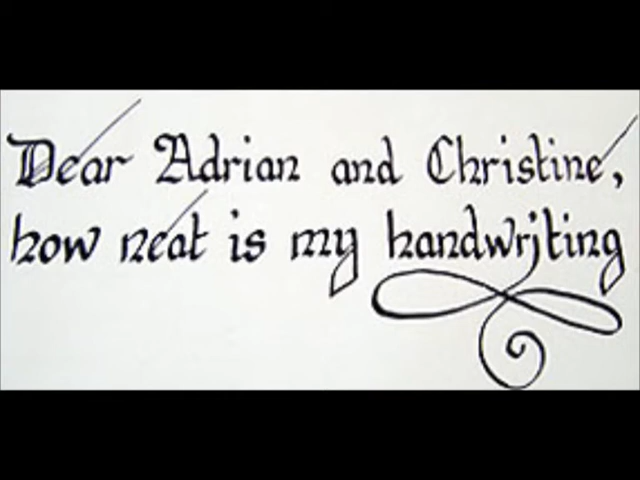 Dear Adrian and Christine,
how neat is my handwriting